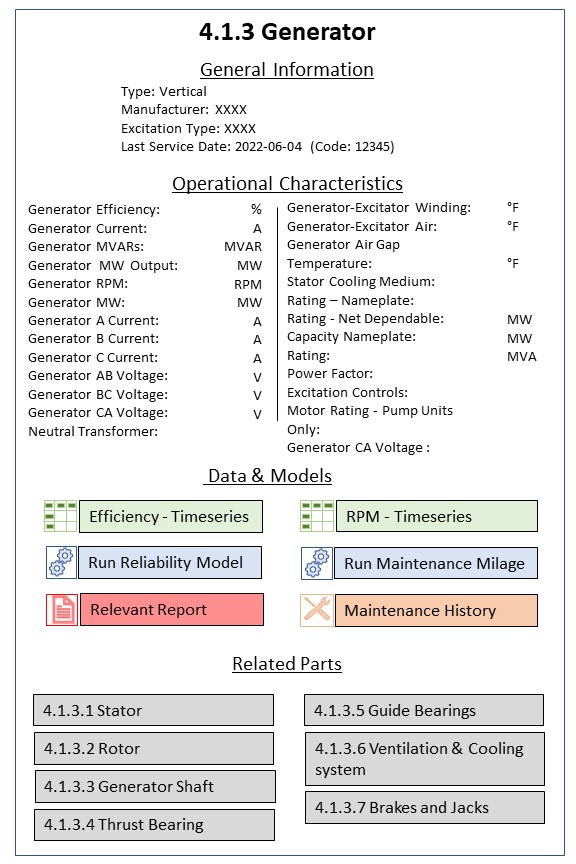 4.1.3 Generator
General Information
Type: Vertical
Manufacturer: XXXX
Excitation Type: XXXX
Last Service Date: 2022-06-04 (Code: 12345)
Operational Characteristics
Generator Efficiency: %
Generator Current: A
Generator MVARs: MVAR
Generator MW Output: MW
Generator RPM: RPM
Generator MW: MW
Generator A Current: A
Generator B Current: A
Generator C Current: A
Generator AB Voltage: V
Generator BC Voltage: V
Generator CA Voltage: V
Neutral Transformer:
Generator-Excitator Winding: °F
Generator-Excitator Air: °F
Generator Air Gap
Temperature: °F
Stator Cooling Medium:
Rating – Nameplate:
Rating - Net Dependable: MW
Capacity Nameplate: MW
Rating: MVA
Power Factor:
Excitation Controls:
Motor Rating - Pump Units
Only:
Generator CA Voltage :
Data & Models
Efficiency - Timeseries
RPM - Timeseries
Run Reliability Model
Run Maintenance Milage
Relevant Report
Maintenance History
Related Parts
4.1.3.1 Stator
4.1.3.2 Rotor
4.1.3.3 Generator Shaft
4.1.3.4 Thrust Bearing
4.1.3.5 Guide Bearings
4.1.3.6 Ventilation & Cooling
system
4.1.3.7 Brakes and Jacks